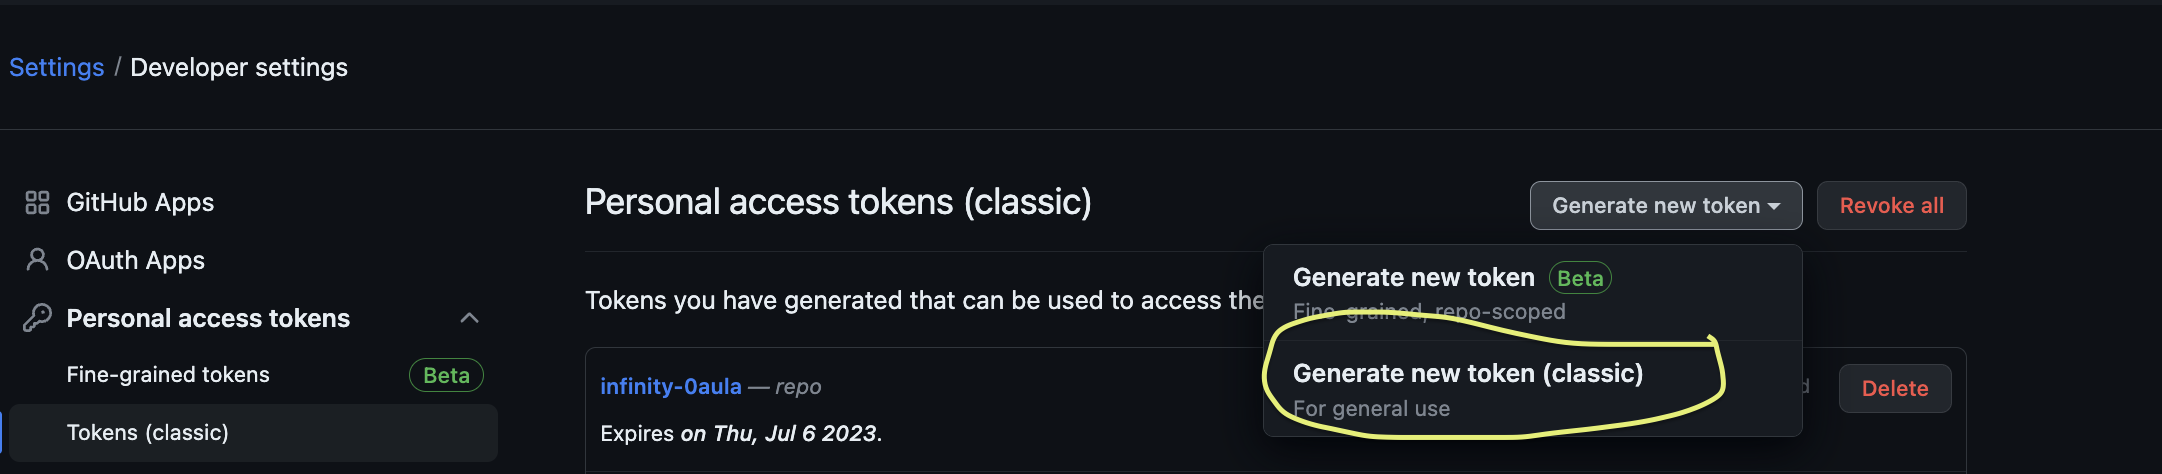 Settings / Developer settings
GitHub Apps
OAuth Apps
Personal access tokens
Fine-grained tokens Beta
Tokens (classic)
Personal access tokens (classic)
Generate new token
Revoke all
Generate new token Beta
Fine-grained, repo-scoped
Generate new token (classic)
For general use
Tokens you have generated that can be used to access the
infinity-0aula — repo
Delete
Expires on Thu, Jul 6 2023.